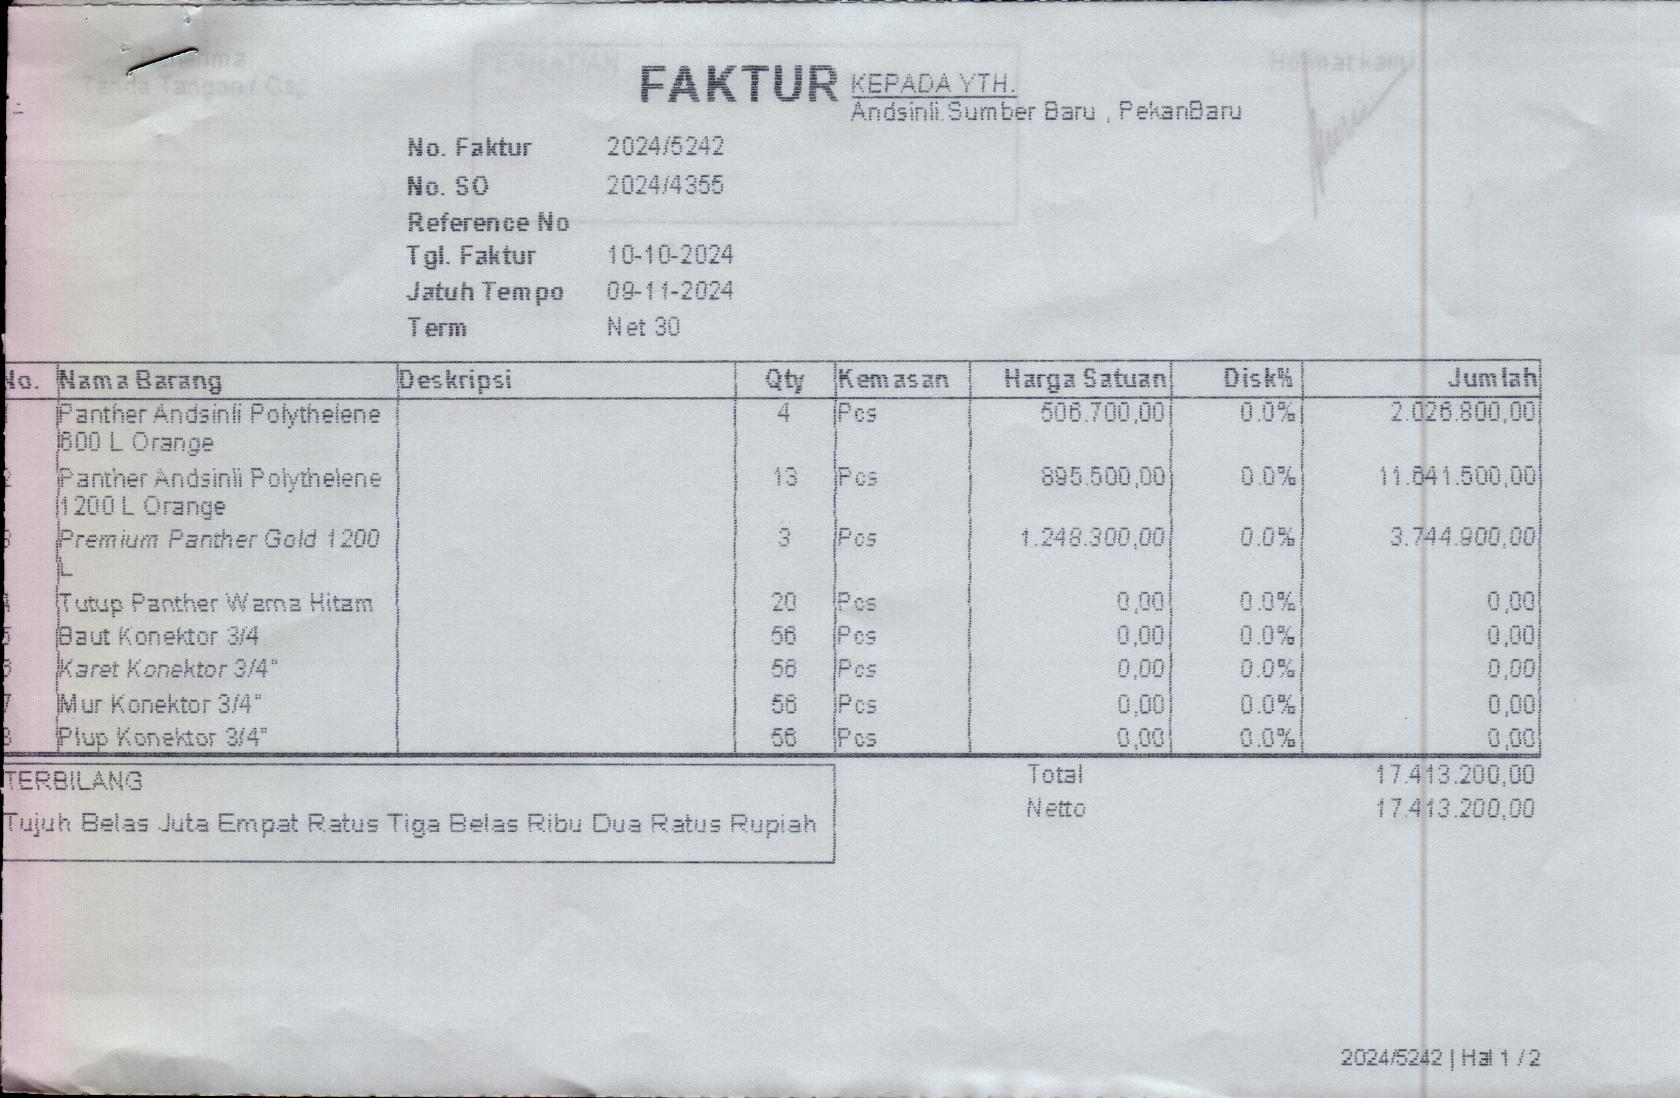 FAKTUR KEPADA YTH.
Andsinli.Sumber Baru , PekanBaru
No. Faktur 2024/5242
No. SO 2024/4355
Reference No
Tgl. Faktur 10-10-2024
Jatuh Tempo 09-11-2024
Term Net 30
No. Nama Barang Deskripsi Qty Kemasan Harga Satuan Disk% Jumlah
1 Panther Andsinli Polythelene 4 Pcs 506.700,00 0.0% 2.026.800,00
600 L Orange
2 Panther Andsinli Polythelene 13 Pcs 895.500,00 0.0% 11.641.500,00
1200 L Orange
3 Premium Panther Gold 1200 3 Pcs 1.248.300,00 0.0% 3.744.900,00
L
4 Tutup Panther Warna Hitam 20 Pcs 0,00 0.0% 0,00
5 Baut Konektor 3/4 56 Pcs 0,00 0.0% 0,00
6 Karet Konektor 3/4" 56 Pcs 0,00 0.0% 0,00
7 Mur Konektor 3/4" 56 Pcs 0,00 0.0% 0,00
8 Plup Konektor 3/4" 56 Pcs 0,00 0.0% 0,00
TERBILANG
Tujuh Belas Juta Empat Ratus Tiga Belas Ribu Dua Ratus Rupiah
Total 17.413.200,00
Netto 17.413.200,00
2024/5242 | Hal 1 / 2